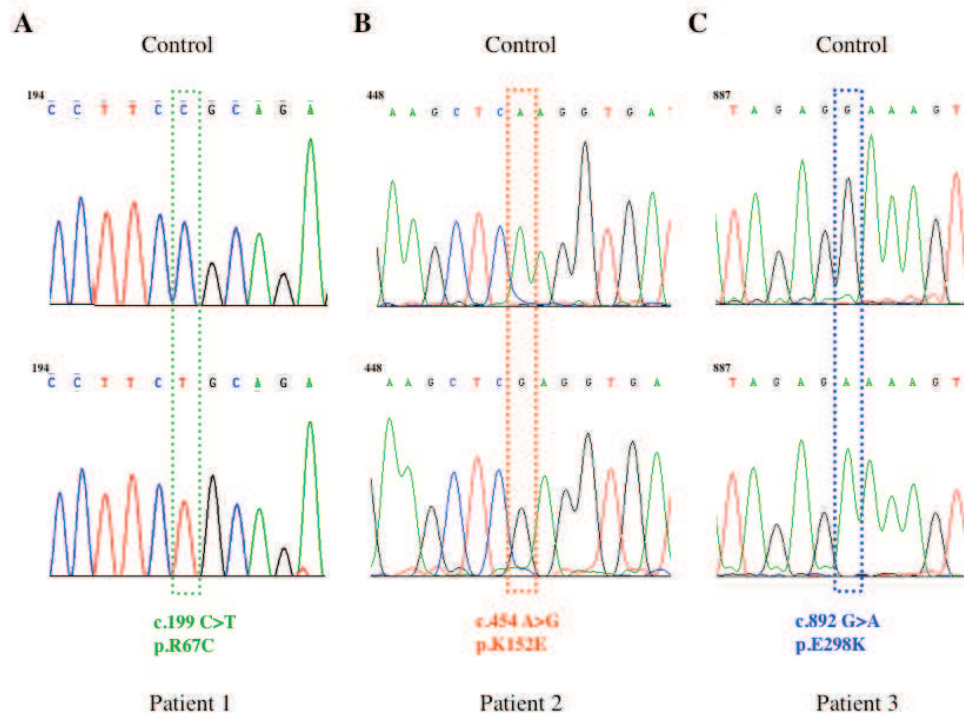 A
Control
194
C C T T C C G C A G A
194
C C T T C T G C A G A
c.199 C>T
p.R67C
Patient 1
B
Control
448
A A G C T C A A G G T G A T
448
A A G C T C G A G G T G A
c.454 A>G
p.K152E
Patient 2
C
Control
887
T A G A G G A A A G T
887
T A G A G A A A A G T
c.892 G>A
p.E298K
Patient 3